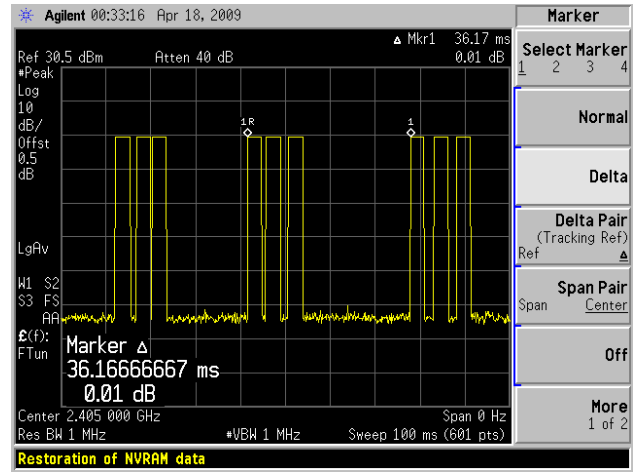 Agilent 00:33:16 Apr 18, 2009
Marker
Δ Mkr1 36.17 ms
Ref 30.5 dBm Atten 40 dB 0.01 dB
#Peak
Log
10
dB/
Offst
0.5
dB
LgAv
W1 S2
S3 FS
AA
£(f):
FTun
1R
1
Marker Δ
36.16666667 ms
0.01 dB
Center 2.405 000 GHz Span 0 Hz
Res BW 1 MHz #VBW 1 MHz Sweep 100 ms (601 pts)
Restoration of NVRAM data
Select Marker
1 2 3 4
Normal
Delta
Delta Pair
(Tracking Ref)
Ref Δ
Span Pair
Span Center
Off
More
1 of 2